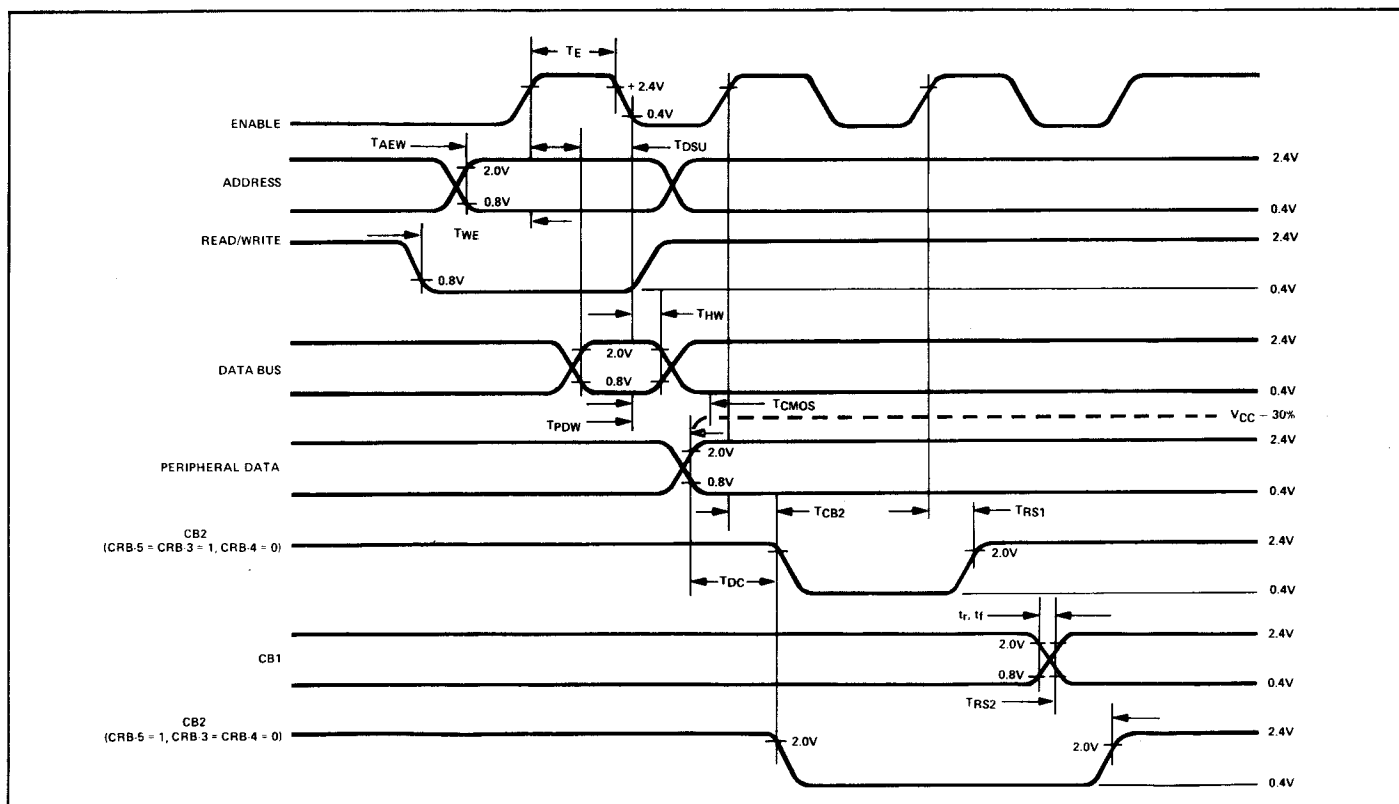 TE
+ 2.4V
0.4V
ENABLE
TAEW
TDSU
2.4V
2.0V
ADDRESS
0.8V
0.4V
TWE
READ/WRITE
2.4V
0.8V
0.4V
THW
2.4V
2.0V
DATA BUS
0.8V
0.4V
TCMOS
VCC – 30%
TPDW
2.4V
2.0V
PERIPHERAL DATA
0.8V
0.4V
TCB2
TRS1
CB2
(CRB-5 = CRB-3 = 1, CRB-4 = 0)
2.4V
2.0V
TDC
0.4V
tr, tf
2.4V
2.0V
CB1
0.8V
0.4V
TRS2
CB2
(CRB-5 = 1, CRB-3 = CRB-4 = 0)
2.4V
2.0V
2.0V
0.4V